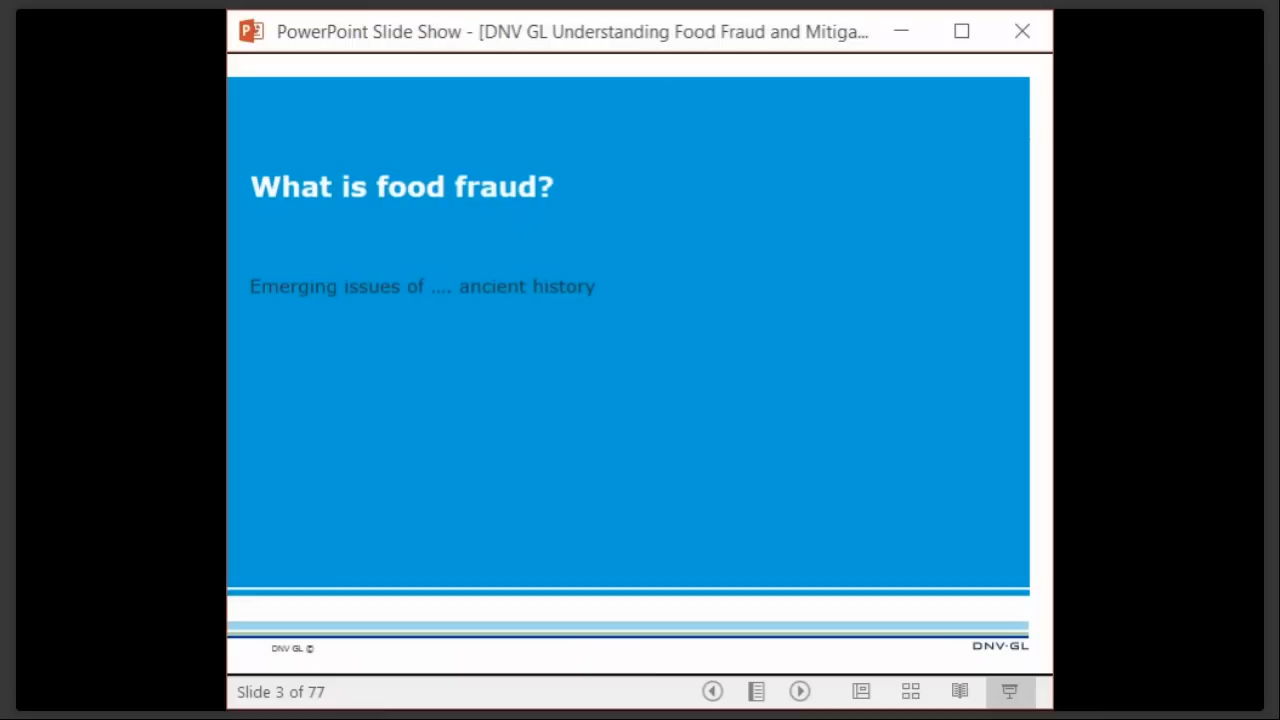 PowerPoint Slide Show - [DNV GL Understanding Food Fraud and Mitiga...
What is food fraud?
Emerging issues of .... ancient history
DNV GL ©
DNV·GL
Slide 3 of 77